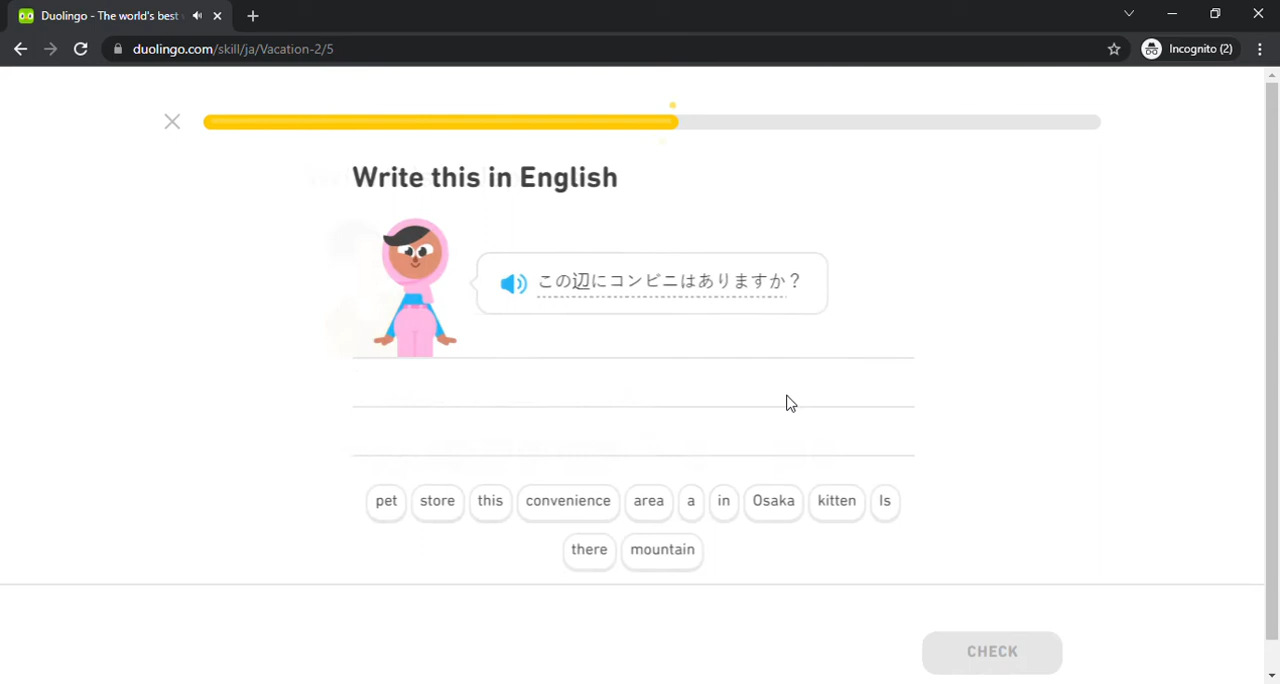 Duolingo - The world's best
duolingo.com/skill/ja/Vacation-2/5
Incognito (2)
Write this in English
この辺にコンビニはありますか？
pet store this convenience area a in Osaka kitten Is
there mountain
CHECK